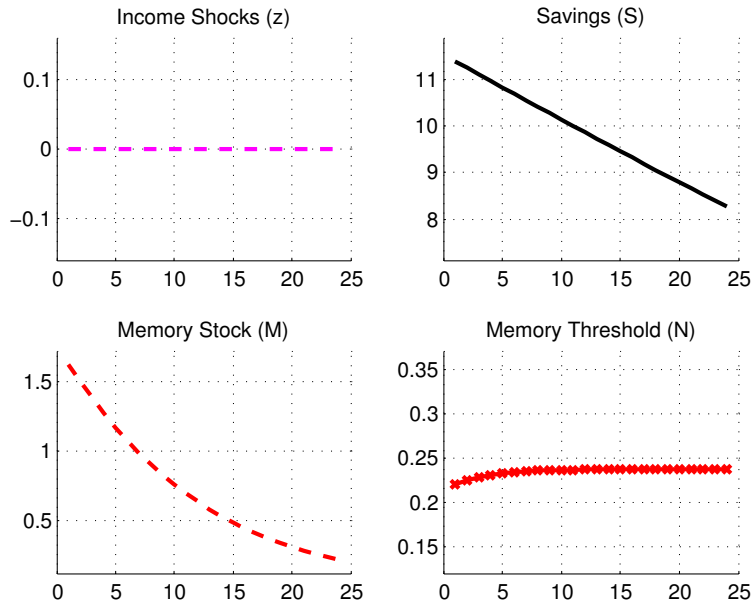 Income Shocks (z)
0.1
0
−0.1
0 5 10 15 20 25
Savings (S)
11
10
9
8
0 5 10 15 20 25
Memory Stock (M)
1.5
1
0.5
0 5 10 15 20 25
Memory Threshold (N)
0.35
0.3
0.25
0.2
0.15
0 5 10 15 20 25